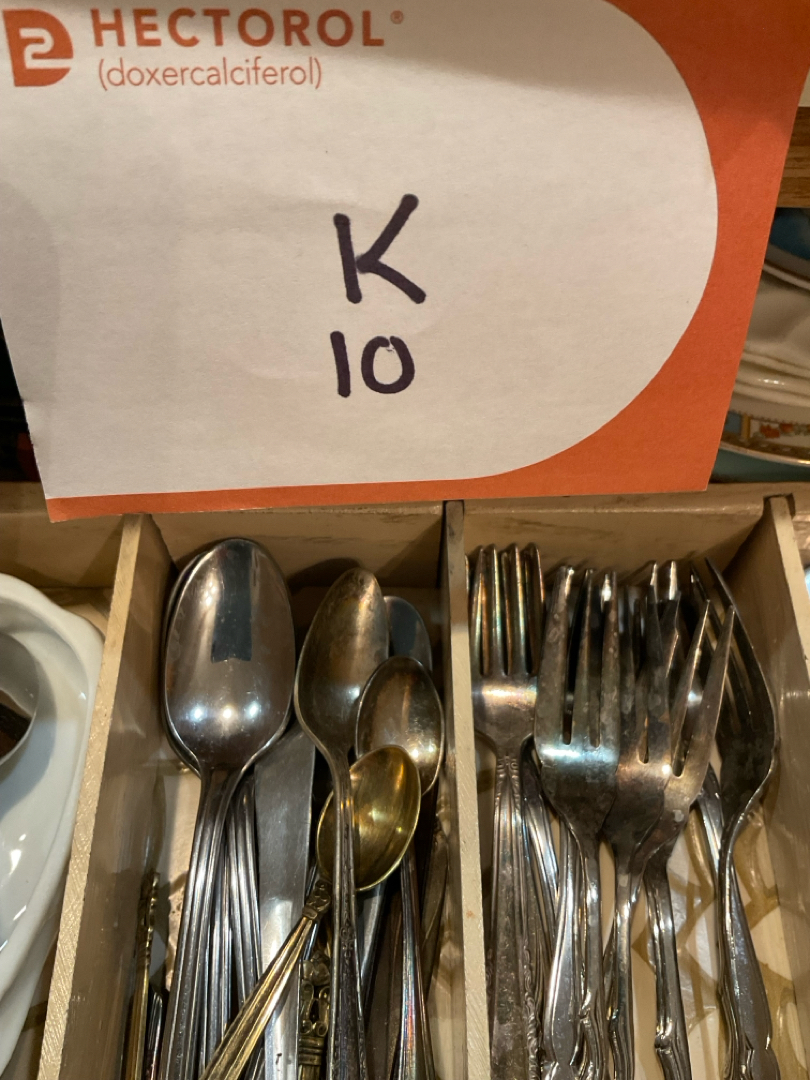 HECTOROL®
(doxercalciferol)
K
10